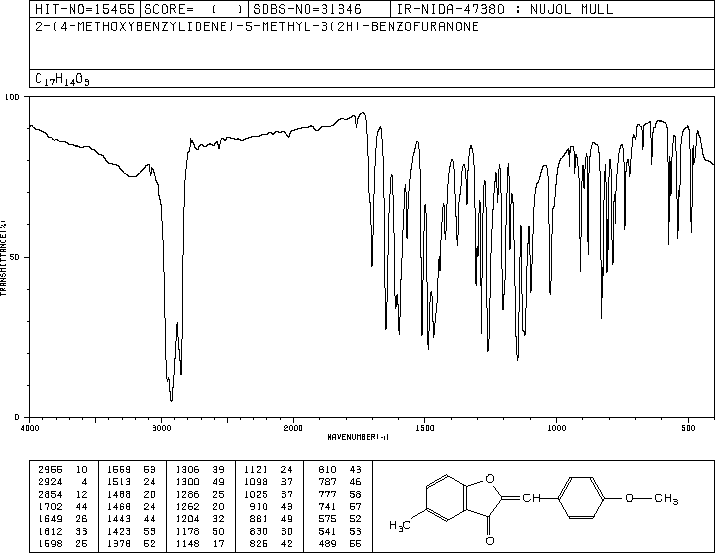 HIT-NO=15455 SCORE= ( ) SDBS-NO=31346 IR-NIDA-47380 : NUJOL MULL
2-(4-METHOXYBENZYLIDENE)-5-METHYL-3(2H)-BENZOFURANONE
C17H14O3
100
50
0
TRANSMITTANCE(%)
4000 3000 2000 1500 1000 500
WAVENUMBER(-1)
2955 10 1569 53 1306 39 1121 24 810 43
2924 4 1513 24 1300 49 1098 37 787 46
2854 12 1488 20 1286 25 1025 37 777 58
1702 44 1468 24 1262 20 910 43 741 57
1649 26 1443 44 1204 32 881 49 575 52
1612 33 1423 53 1178 50 830 30 541 53
1598 25 1378 52 1148 17 826 42 489 55
O
CH
O
CH3
H3C
O